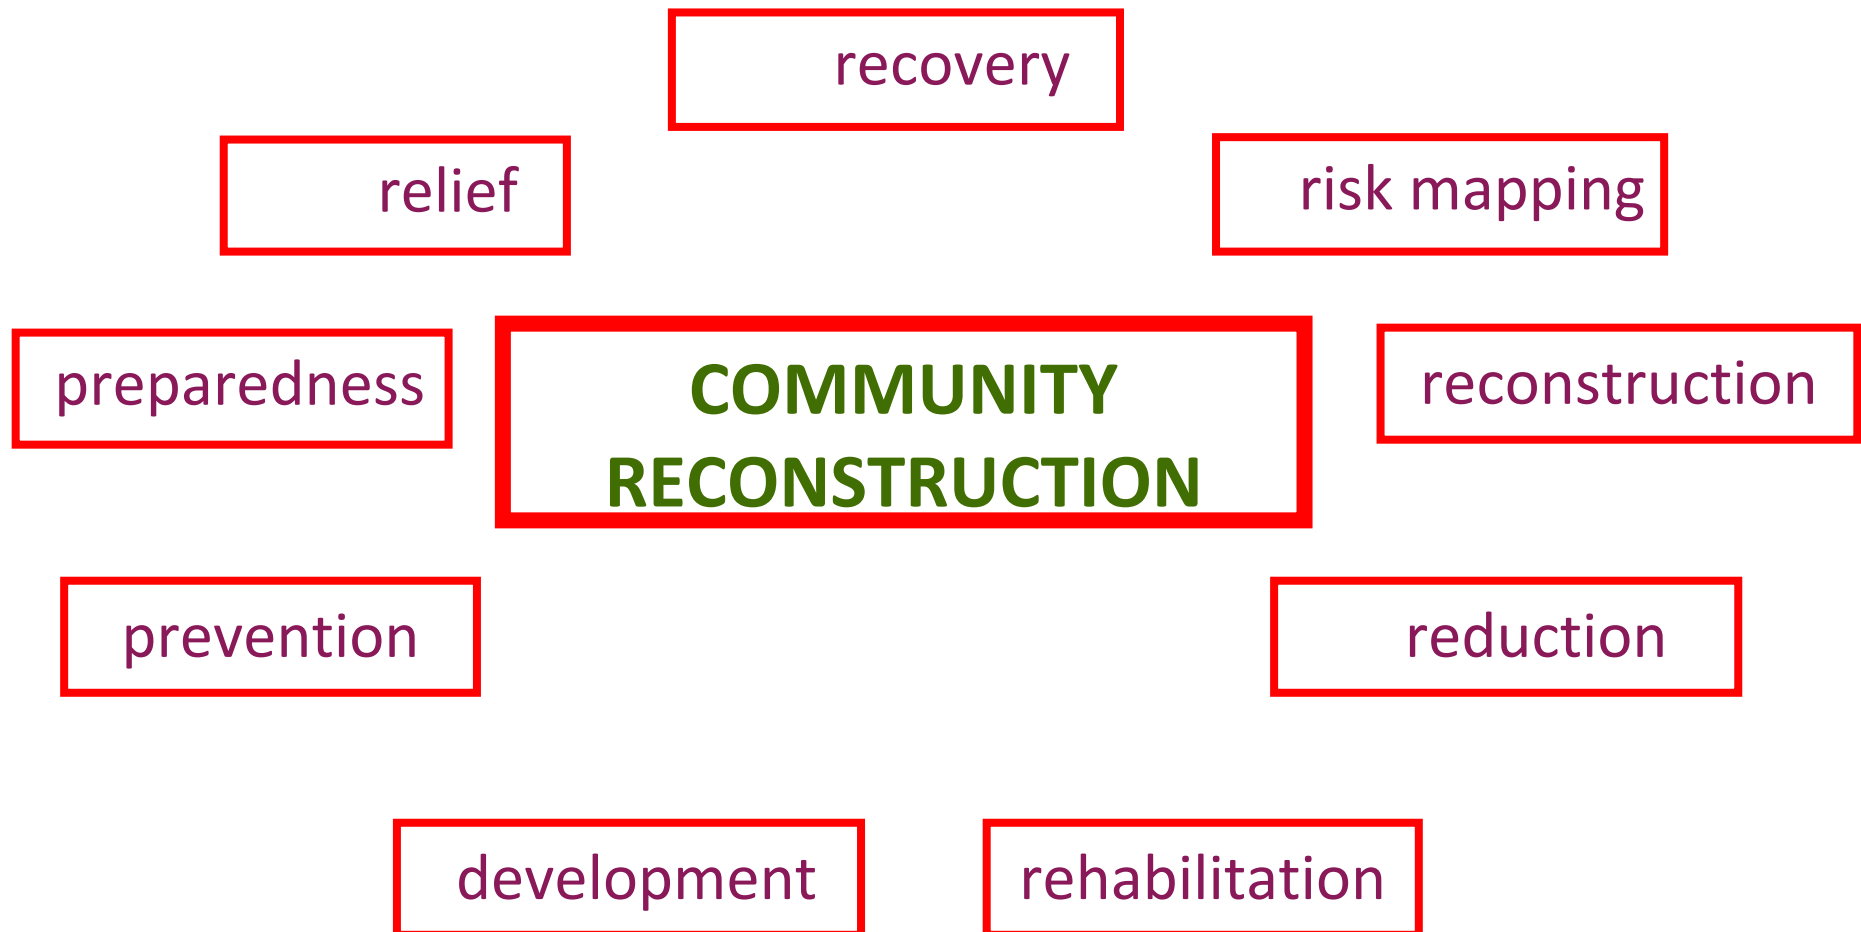 recovery
relief
risk mapping
preparedness
COMMUNITY
RECONSTRUCTION
reconstruction
prevention
reduction
development
rehabilitation